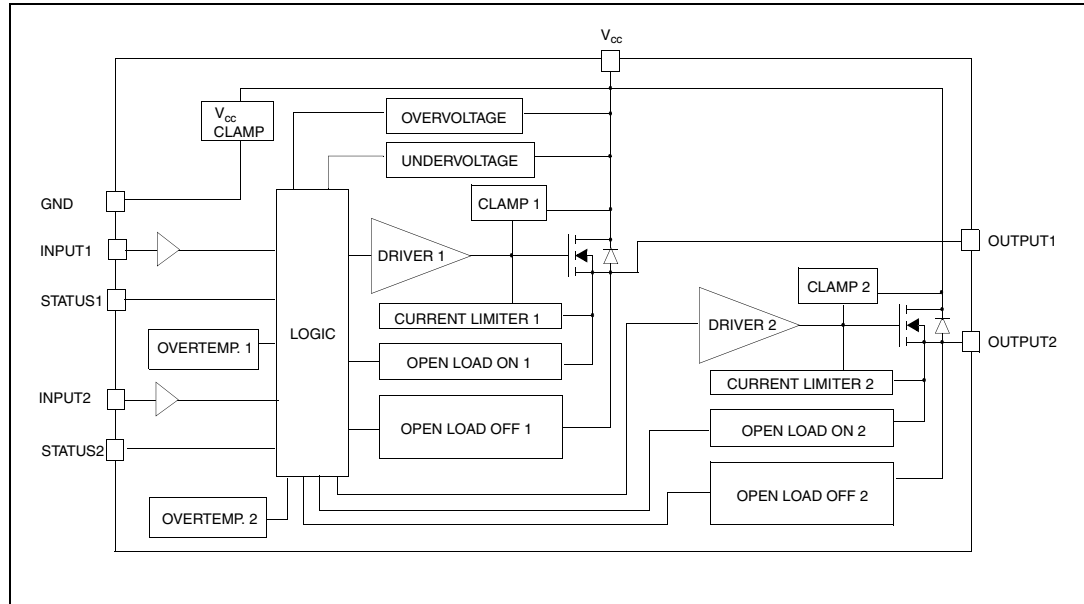 Vcc
Vcc
CLAMP
OVERVOLTAGE
UNDERVOLTAGE
GND
CLAMP 1
INPUT1
DRIVER 1
OUTPUT1
STATUS1
CLAMP 2
CURRENT LIMITER 1
LOGIC
DRIVER 2
OVERTEMP. 1
OPEN LOAD ON 1
OUTPUT2
CURRENT LIMITER 2
INPUT2
OPEN LOAD OFF 1
OPEN LOAD ON 2
STATUS2
OPEN LOAD OFF 2
OVERTEMP. 2